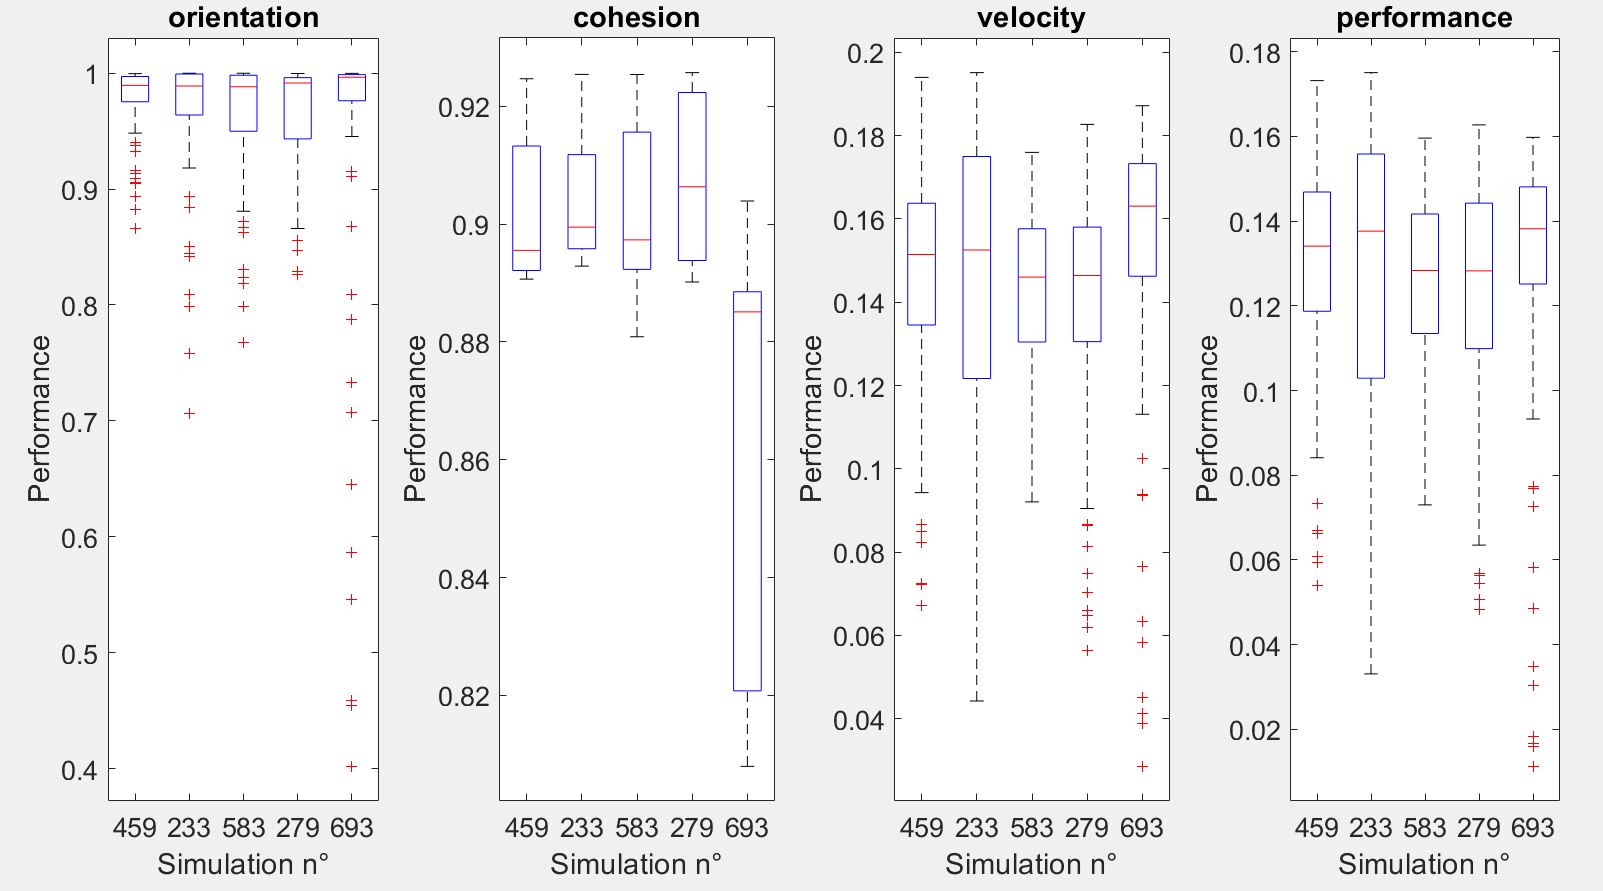 orientation
Performance
1
0.9
0.8
0.7
0.6
0.5
0.4
459 233 583 279 693
Simulation n°
cohesion
Performance
0.92
0.9
0.88
0.86
0.84
0.82
459 233 583 279 693
Simulation n°
velocity
Performance
0.2
0.18
0.16
0.14
0.12
0.1
0.08
0.06
0.04
459 233 583 279 693
Simulation n°
performance
Performance
0.18
0.16
0.14
0.12
0.1
0.08
0.06
0.04
0.02
459 233 583 279 693
Simulation n°